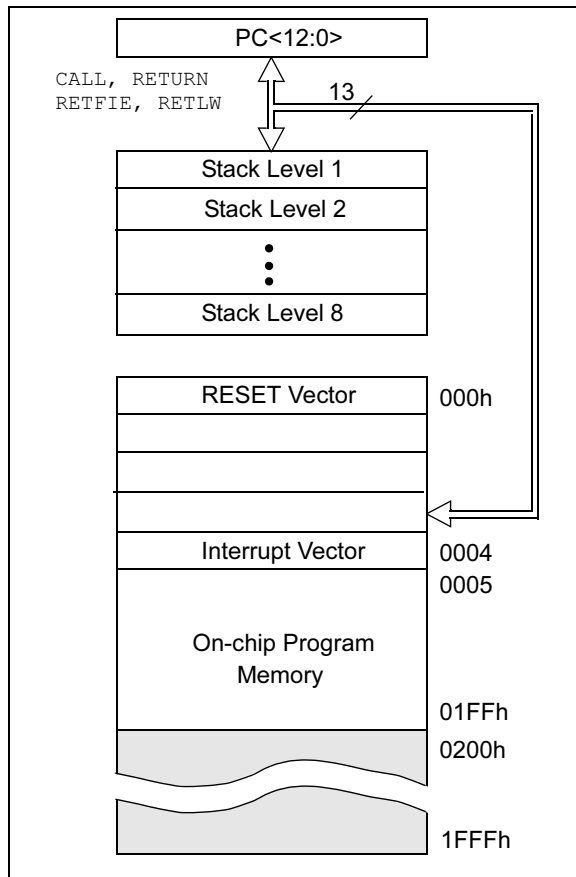 PC<12:0>
CALL, RETURN
RETFIE, RETLW
13
Stack Level 1
Stack Level 2
Stack Level 8
RESET Vector
000h
Interrupt Vector
0004
0005
On-chip Program
Memory
01FFh
0200h
1FFFh